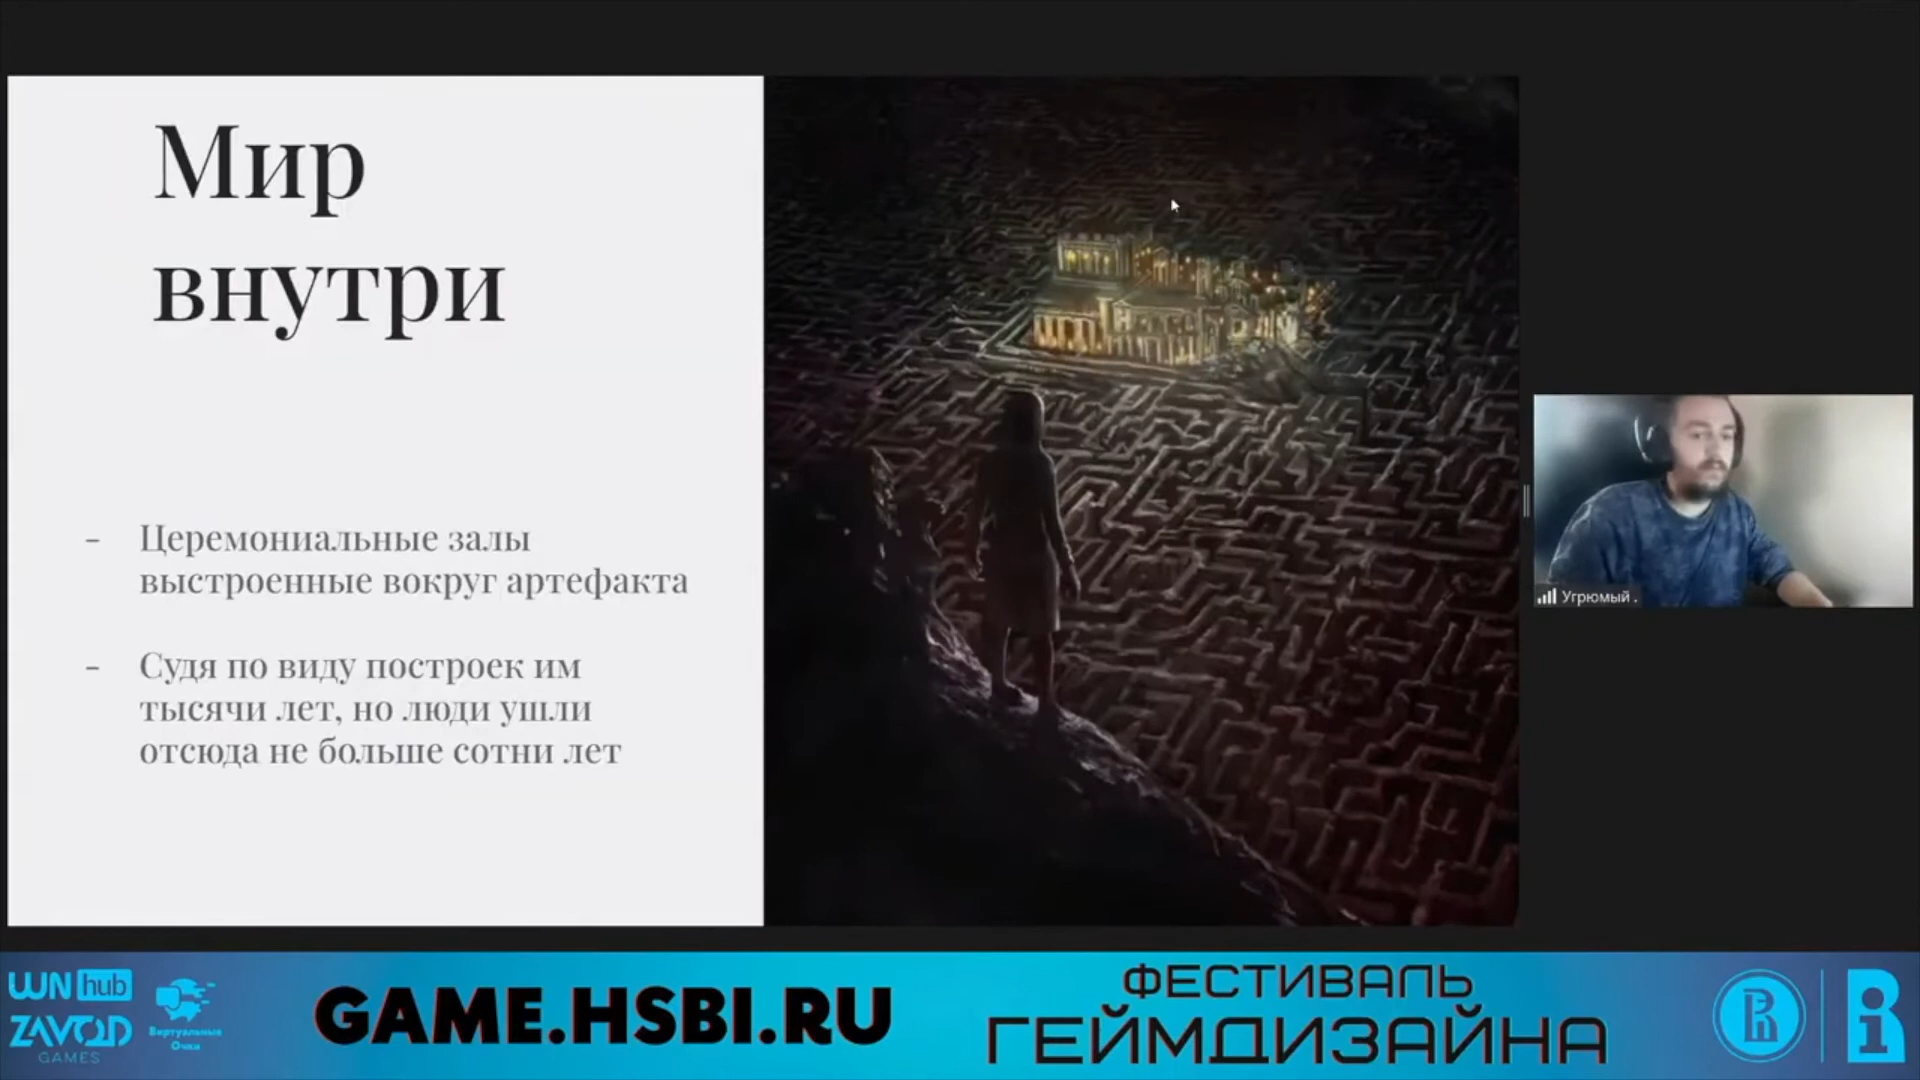 Мир
внутри
- Церемониальные залы
выстроенные вокруг артефакта
- Судя по виду построек им
тысячи лет, но люди ушли
отсюда не больше сотни лет
Угрюмый .
WN hub
ZAVOD
GAMES
Виртуальные
Очки
GAME.HSBI.RU
ФЕСТИВАЛЬ
ГЕЙМДИЗАЙНА